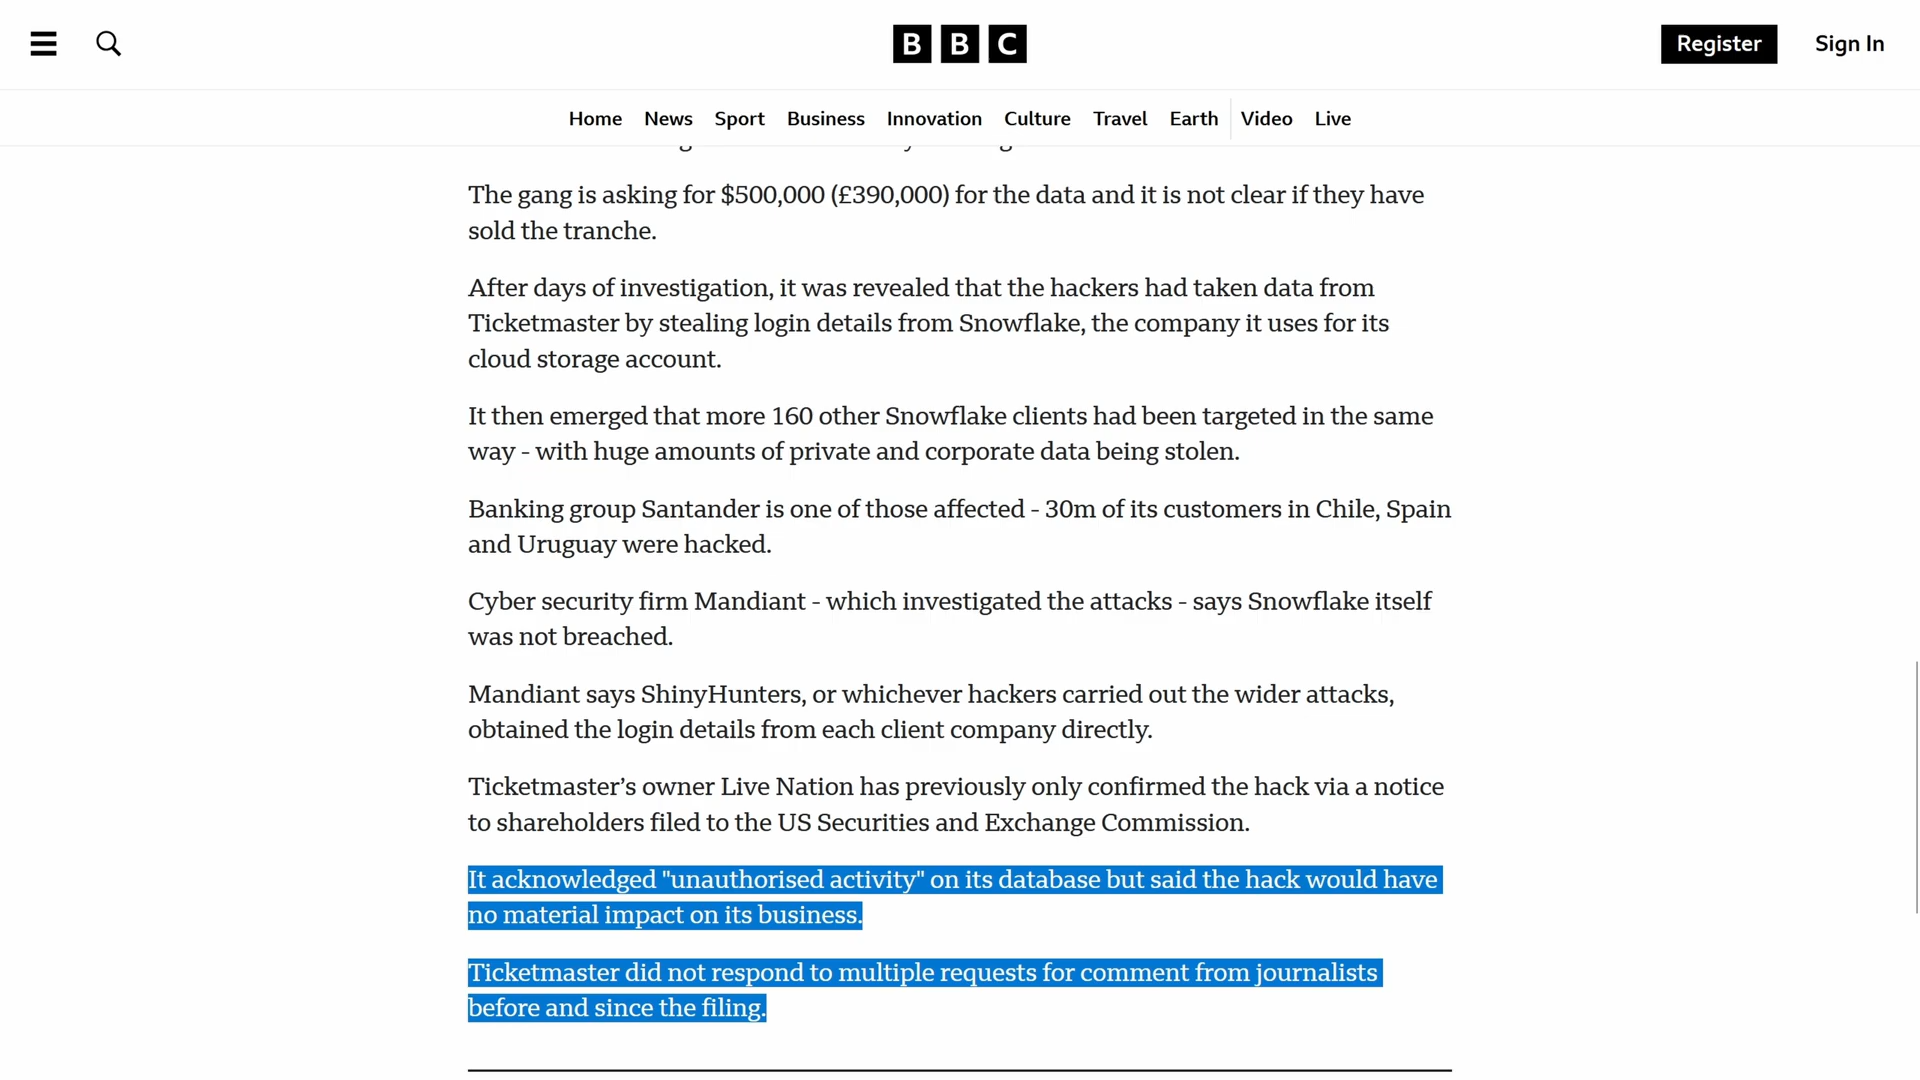 BBC
Register
Sign In
Home News Sport Business Innovation Culture Travel Earth Video Live
The gang is asking for $500,000 (£390,000) for the data and it is not clear if they have
sold the tranche.
After days of investigation, it was revealed that the hackers had taken data from
Ticketmaster by stealing login details from Snowflake, the company it uses for its
cloud storage account.
It then emerged that more 160 other Snowflake clients had been targeted in the same
way - with huge amounts of private and corporate data being stolen.
Banking group Santander is one of those affected - 30m of its customers in Chile, Spain
and Uruguay were hacked.
Cyber security firm Mandiant - which investigated the attacks - says Snowflake itself
was not breached.
Mandiant says ShinyHunters, or whichever hackers carried out the wider attacks,
obtained the login details from each client company directly.
Ticketmaster’s owner Live Nation has previously only confirmed the hack via a notice
to shareholders filed to the US Securities and Exchange Commission.
It acknowledged "unauthorised activity" on its database but said the hack would have
no material impact on its business.
Ticketmaster did not respond to multiple requests for comment from journalists
before and since the filing.